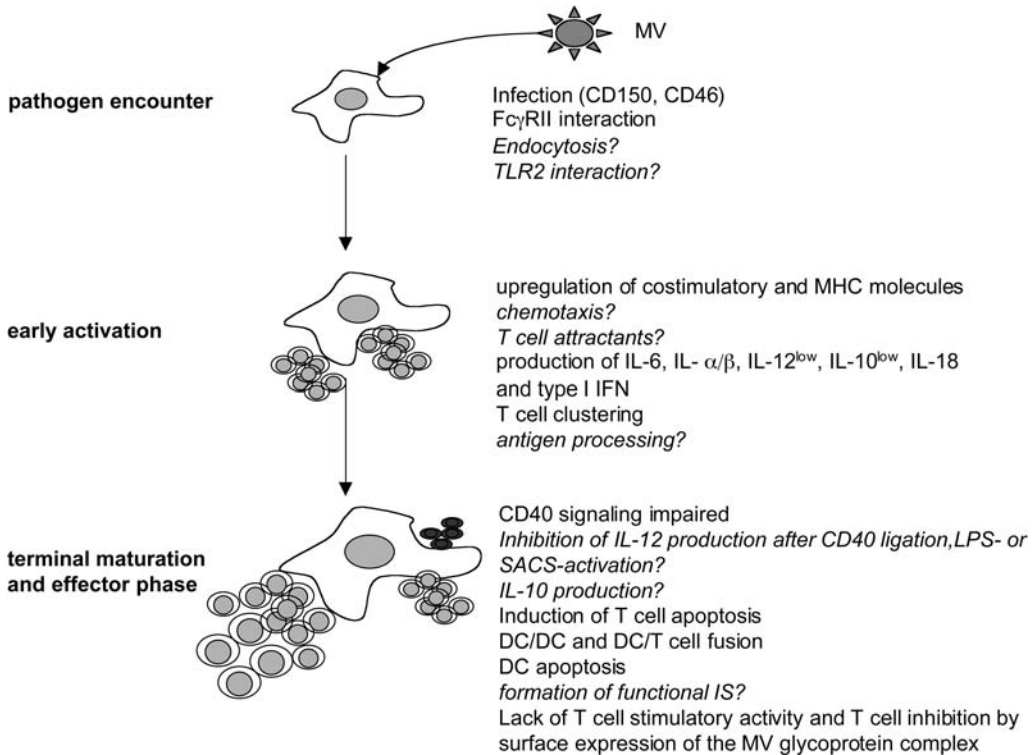 MV
pathogen encounter
Infection (CD150, CD46)
FcγRII interaction
Endocytosis?
TLR2 interaction?
early activation
upregulation of costimulatory and MHC molecules
chemotaxis?
T cell attractants?
production of IL-6, IL- α/β, IL-12low, IL-10low, IL-18
and type I IFN
T cell clustering
antigen processing?
terminal maturation
and effector phase
CD40 signaling impaired
Inhibition of IL-12 production after CD40 ligation,LPS- or
SACS-activation?
IL-10 production?
Induction of T cell apoptosis
DC/DC and DC/T cell fusion
DC apoptosis
formation of functional IS?
Lack of T cell stimulatory activity and T cell inhibition by
surface expression of the MV glycoprotein complex